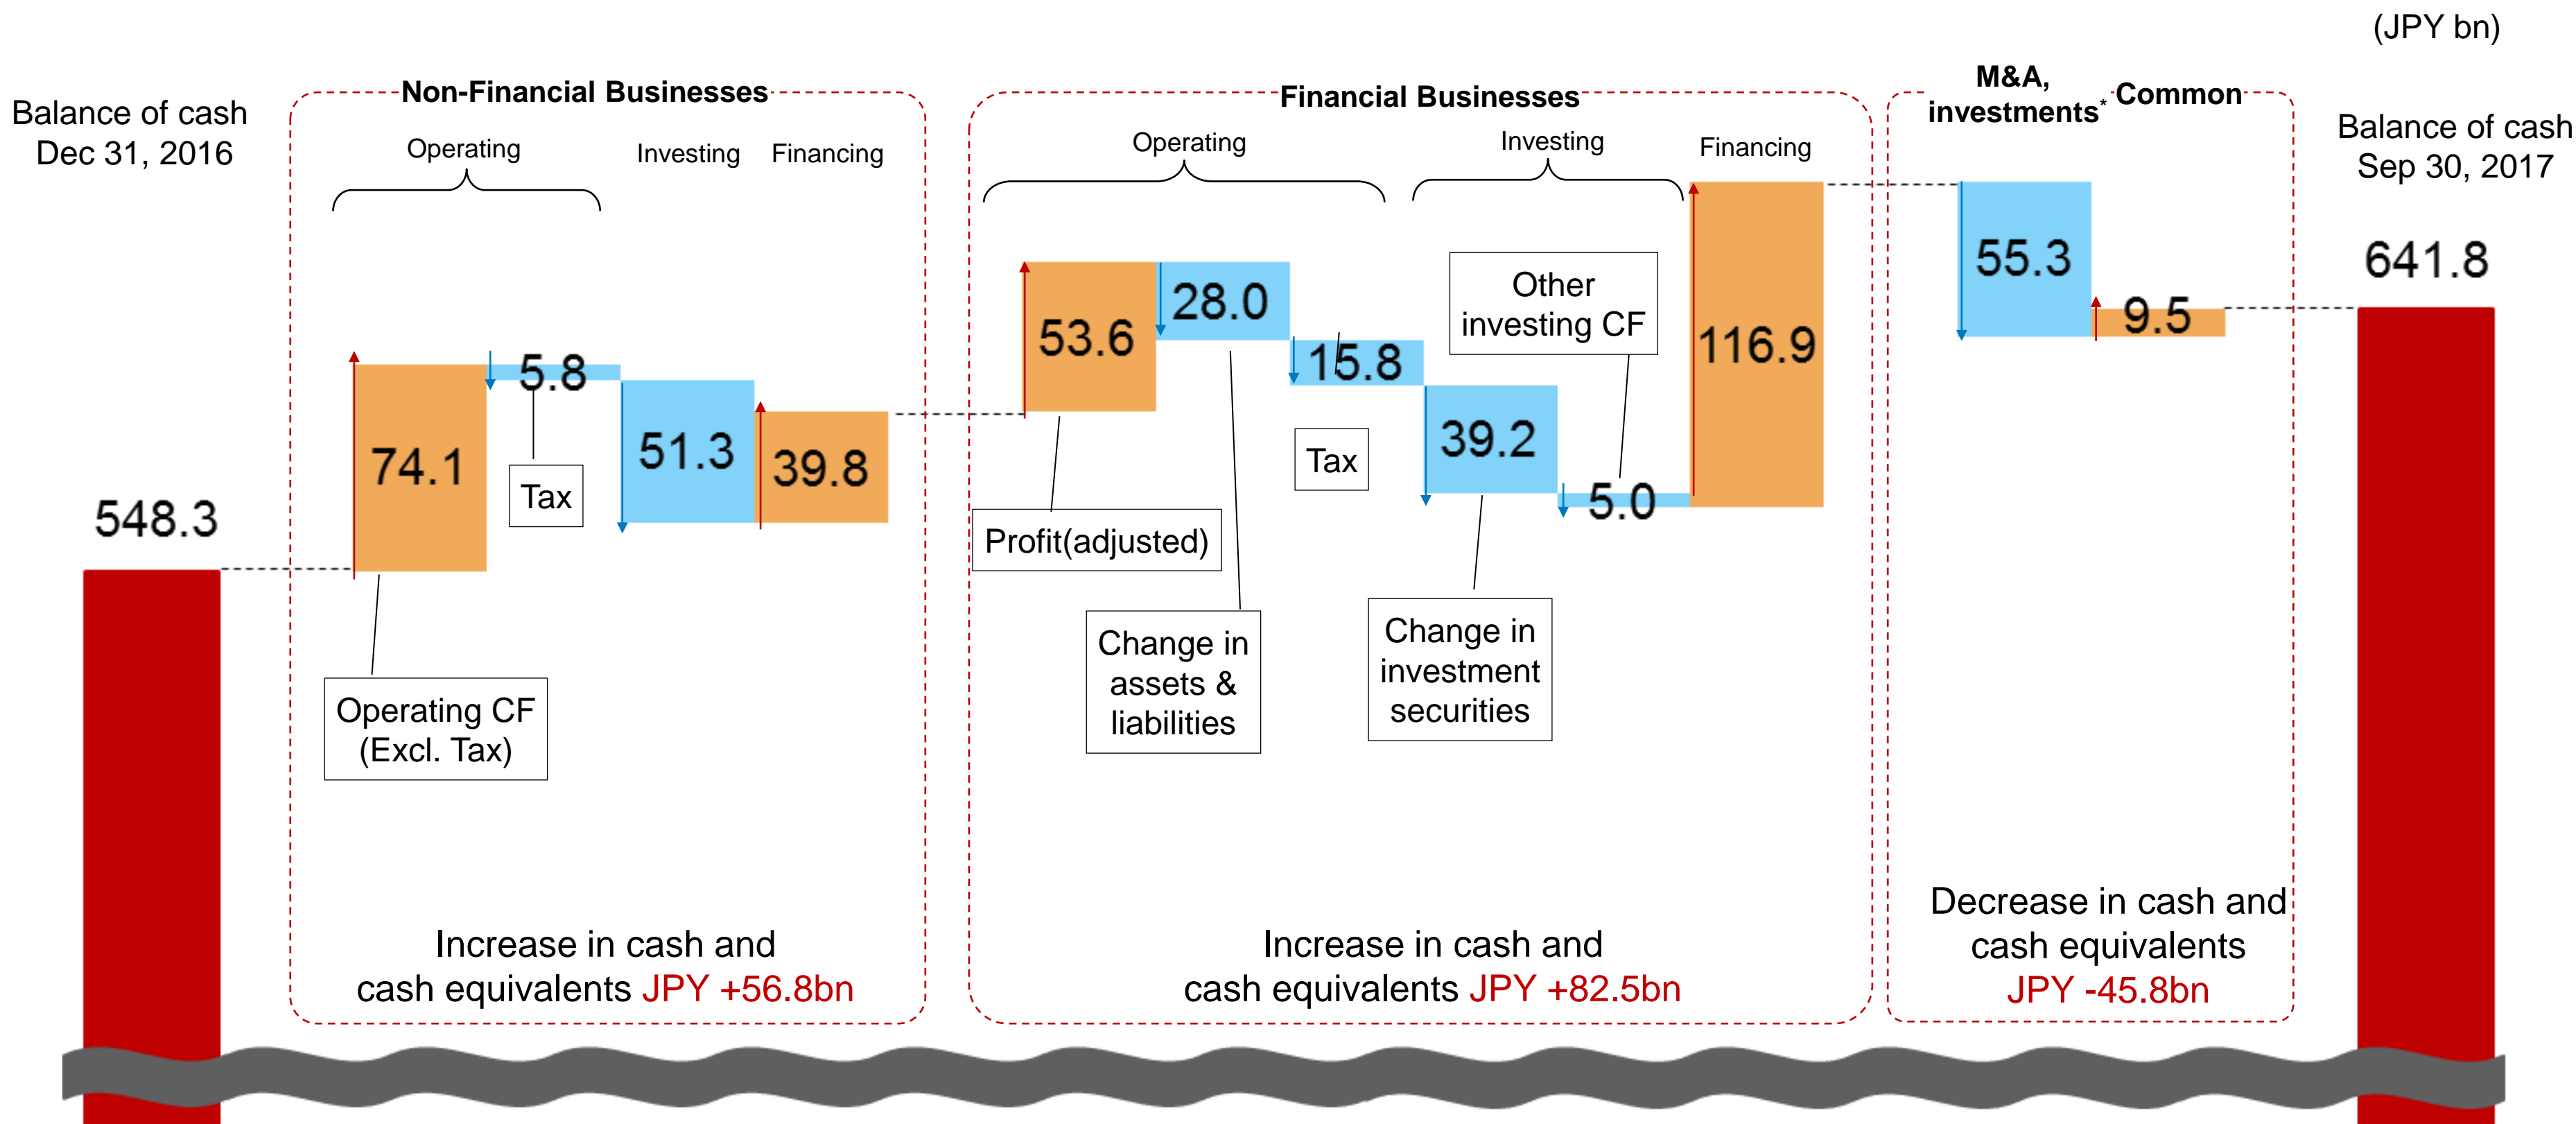 (JPY bn)
Balance of cash
Dec 31, 2016
Non-Financial Businesses
Operating
Investing
Financing
548.3
74.1
5.8
51.3
39.8
Tax
Operating CF
(Excl. Tax)
Increase in cash and
cash equivalents JPY +56.8bn
Financial Businesses
Operating
Investing
Financing
53.6
28.0
15.8
39.2
5.0
116.9
Other
investing CF
Tax
Profit(adjusted)
Change in
assets &
liabilities
Change in
investment
securities
Increase in cash and
cash equivalents JPY +82.5bn
M&A,
investments*
Common
55.3
9.5
Decrease in cash and
cash equivalents
JPY -45.8bn
Balance of cash
Sep 30, 2017
641.8